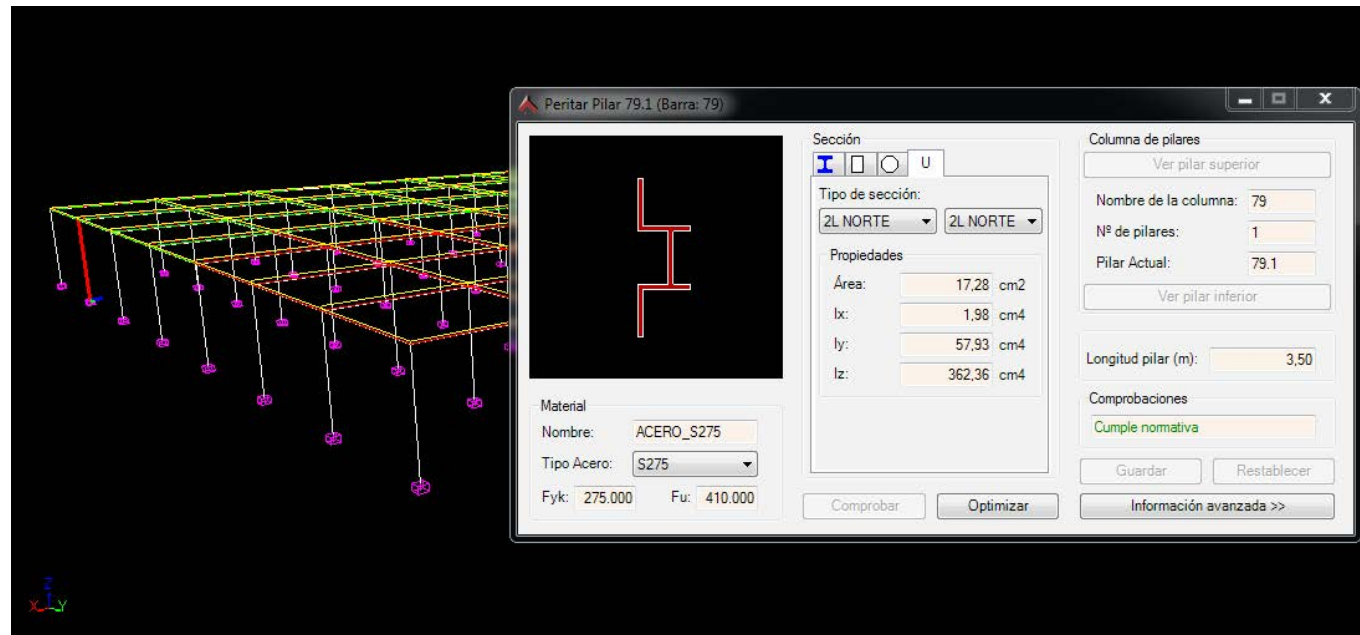 Peritar Pilar 79.1 (Barra: 79)
Sección
U
Tipo de sección:
2L NORTE 2L NORTE
Propiedades
Área: 17,28 cm2
Ix: 1,98 cm4
Iy: 57,93 cm4
Iz: 362,36 cm4
Columna de pilares
Ver pilar superior
Nombre de la columna: 79
Nº de pilares: 1
Pilar Actual: 79.1
Ver pilar inferior
Longitud pilar (m): 3,50
Comprobaciones
Cumple normativa
Material
Nombre: ACERO_S275
Tipo Acero: S275
Fyk: 275.000 Fu: 410.000
Comprobar Optimizar
Guardar Restablecer
Información avanzada >>
Z
X Y